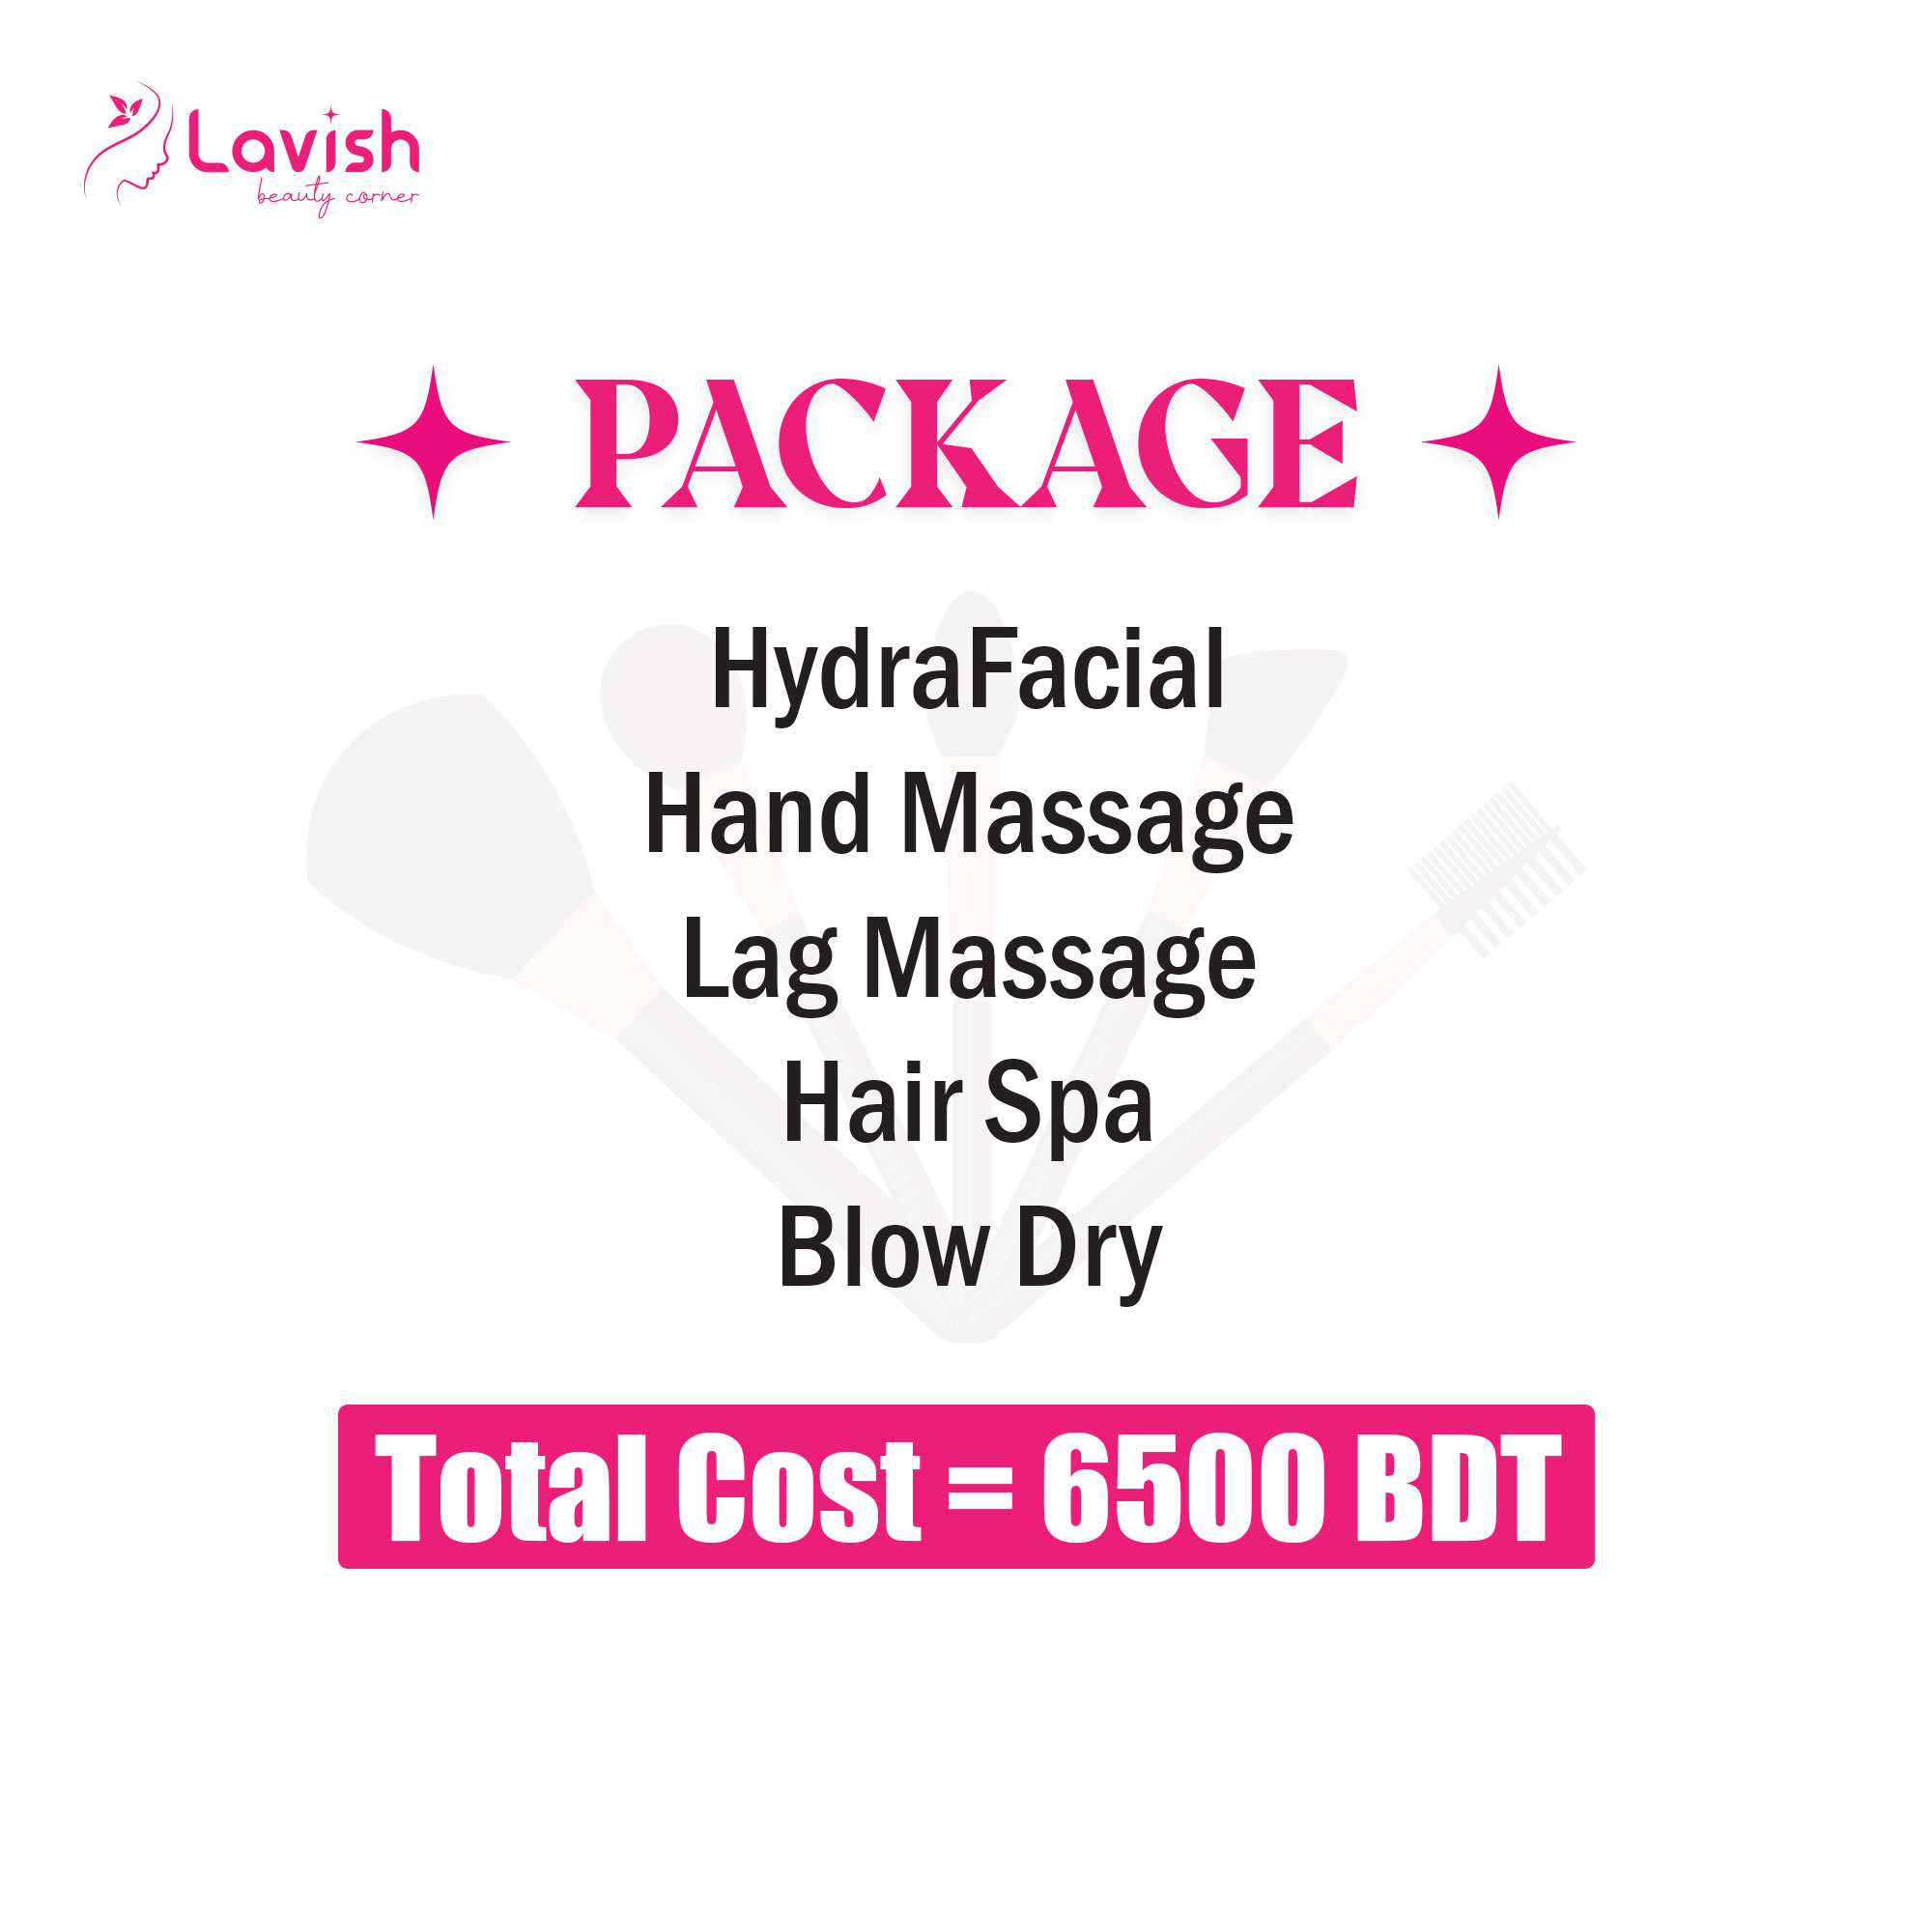 Lavish
beauty corner
PACKAGE
HydraFacial
Hand Massage
Lag Massage
Hair Spa
Blow Dry
Total Cost = 6500 BDT